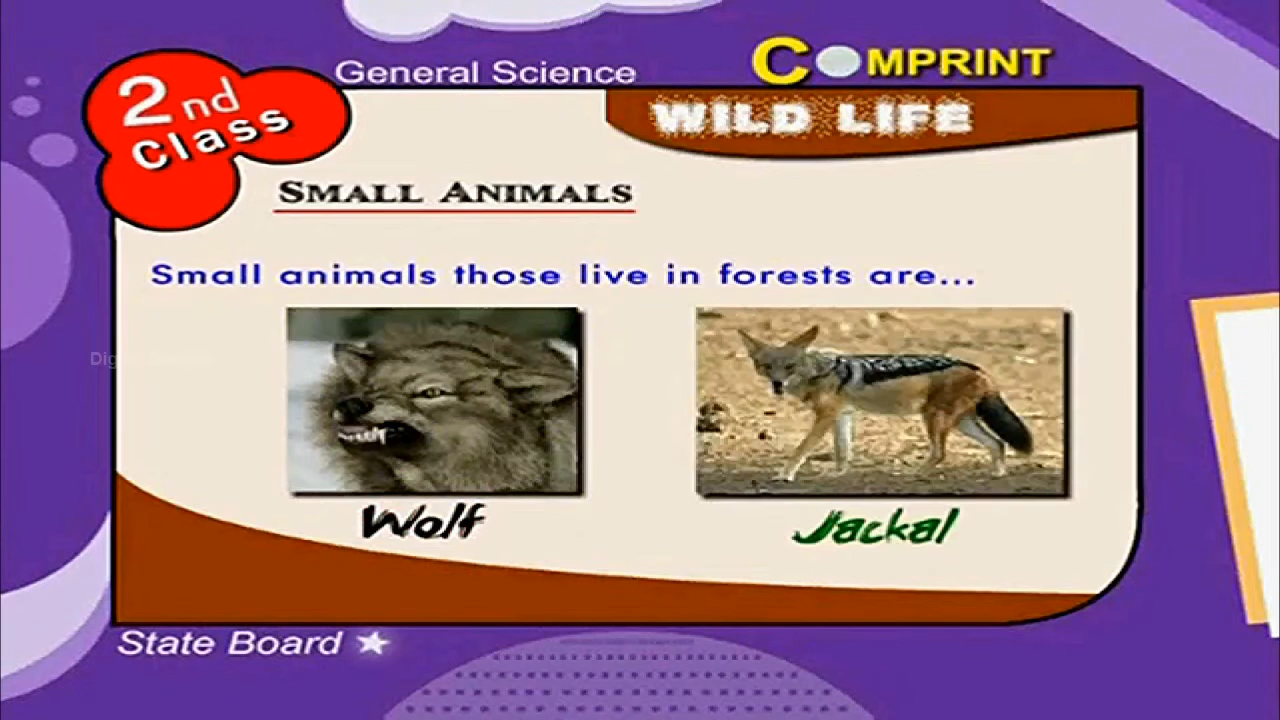 General Science
COMPRINT
2nd
Class
WILD LIFE
SMALL ANIMALS
Small animals those live in forests are...
Wolf
Jackal
State Board